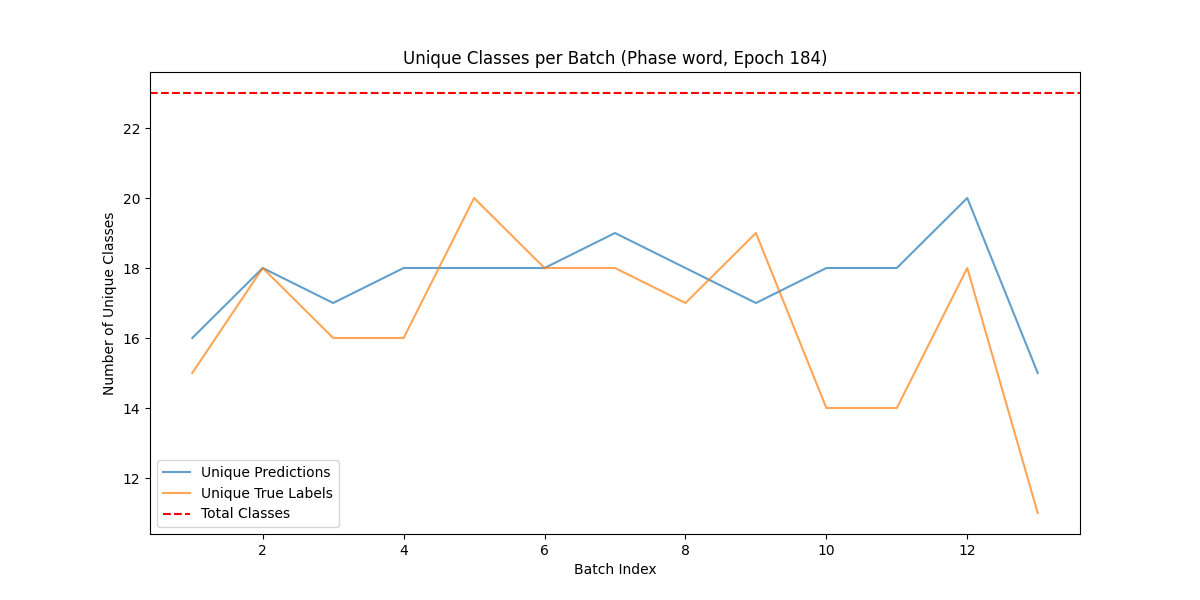 Unique Classes per Batch (Phase word, Epoch 184)
Number of Unique Classes
22
20
18
16
14
12
Unique Predictions
Unique True Labels
Total Classes
2 4 6 8 10 12
Batch Index